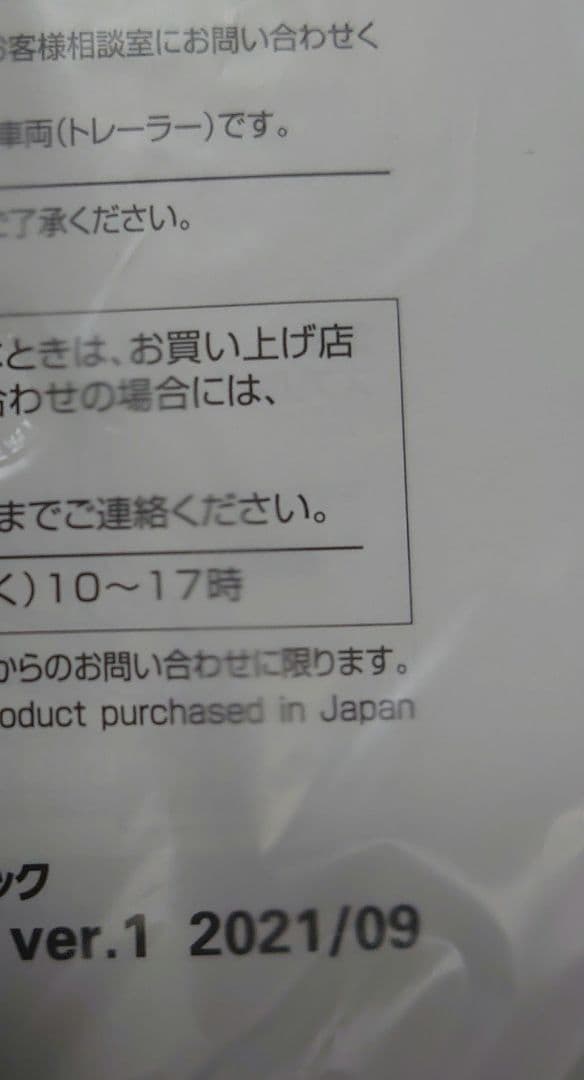 お客様相談室にお問い合わせく
車両(トレーラー)です。
ご了承ください。
ときは、お買い上げ店
合わせの場合には、
までご連絡ください。
く)10〜17時
からのお問い合わせに限ります。
oduct purchased in Japan
ック
ver.1 2021/09